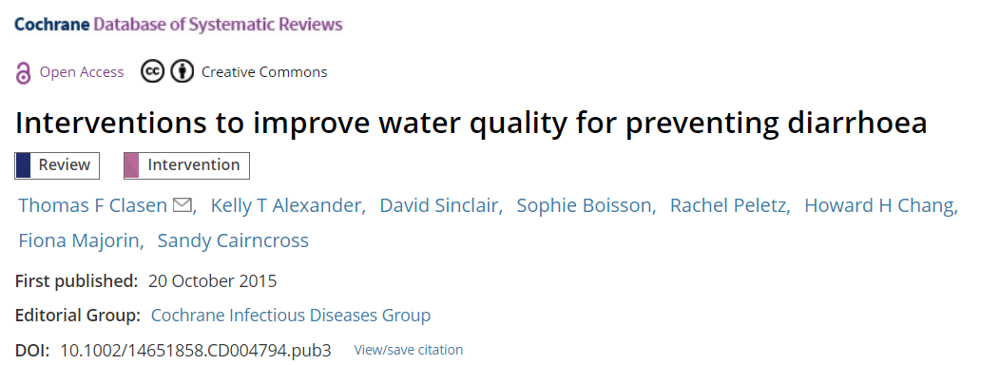 Cochrane Database of Systematic Reviews
Open Access cc Creative Commons
Interventions to improve water quality for preventing diarrhoea
Review Intervention
Thomas F Clasen, Kelly T Alexander, David Sinclair, Sophie Boisson, Rachel Peletz, Howard H Chang,
Fiona Majorin, Sandy Cairncross
First published: 20 October 2015
Editorial Group: Cochrane Infectious Diseases Group
DOI: 10.1002/14651858.CD004794.pub3 View/save citation